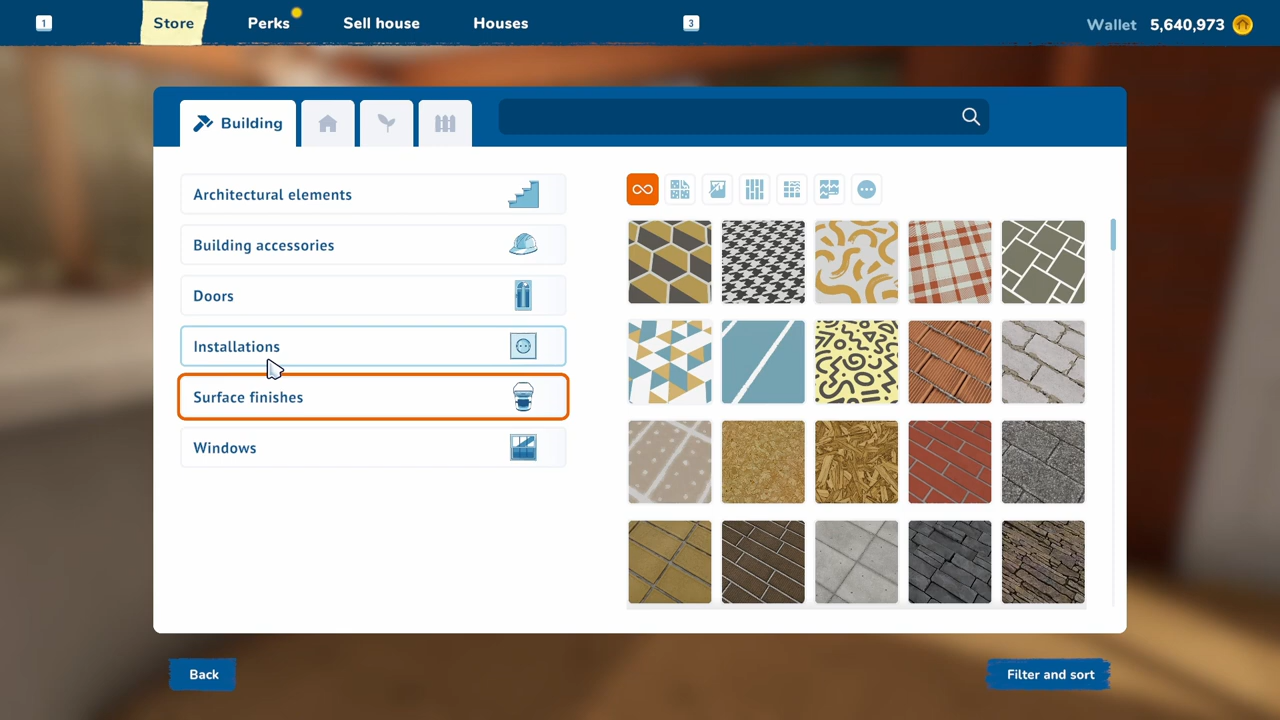 1
Store
Perks
Sell house
Houses
3
Wallet 5,640,973
Building
Architectural elements
Building accessories
Doors
Installations
Surface finishes
Windows
Back
Filter and sort